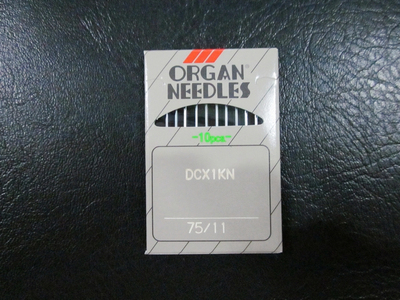 ORGAN®
NEEDLES
-10pcs-
DCX1KN
75/11